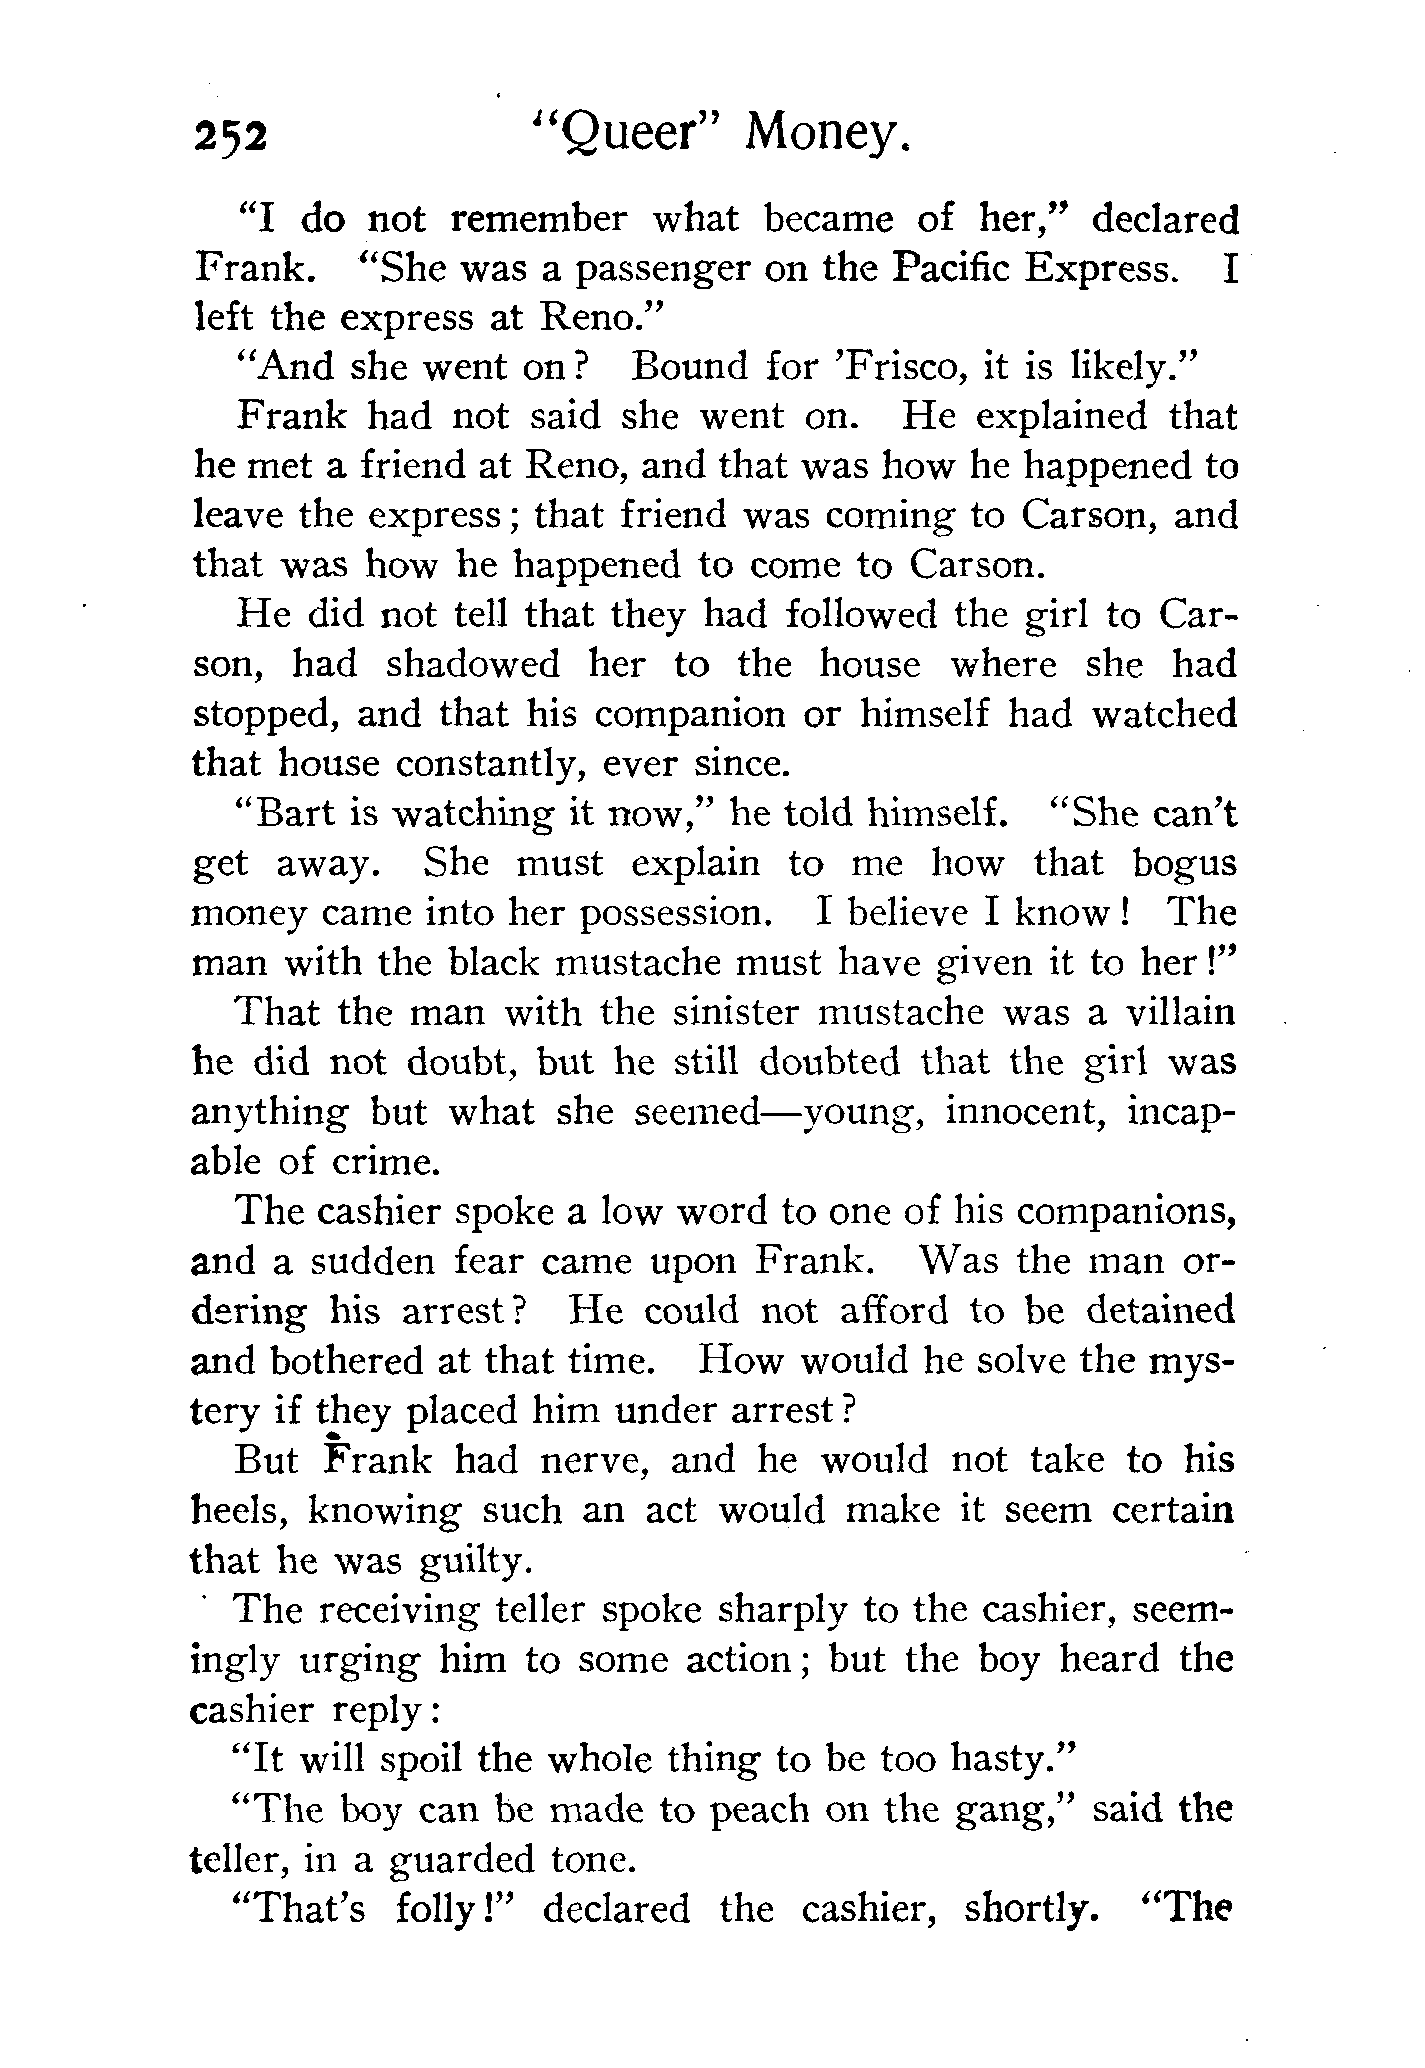 252 "Queer" Money.
"I do not remember what became of her," declared
Frank. "She was a passenger on the Pacific Express. I
left the express at Reno."
"And she went on? Bound for 'Frisco, it is likely."
Frank had not said she went on. He explained that
he met a friend at Reno, and that was how he happened to
leave the express; that friend was coming to Carson, and
that was how he happened to come to Carson.
He did not tell that they had followed the girl to Car-
son, had shadowed her to the house where she had
stopped, and that his companion or himself had watched
that house constantly, ever since.
"Bart is watching it now," he told himself. "She can't
get away. She must explain to me how that bogus
money came into her possession. I believe I know! The
man with the black mustache must have given it to her!"
That the man with the sinister mustache was a villain
he did not doubt, but he still doubted that the girl was
anything but what she seemed—young, innocent, incap-
able of crime.
The cashier spoke a low word to one of his companions,
and a sudden fear came upon Frank. Was the man or-
dering his arrest? He could not afford to be detained
and bothered at that time. How would he solve the mys-
tery if they placed him under arrest?
But Frank had nerve, and he would not take to his
heels, knowing such an act would make it seem certain
that he was guilty.
The receiving teller spoke sharply to the cashier, seem-
ingly urging him to some action; but the boy heard the
cashier reply:
"It will spoil the whole thing to be too hasty."
"The boy can be made to peach on the gang," said the
teller, in a guarded tone.
"That's folly!" declared the cashier, shortly. "The